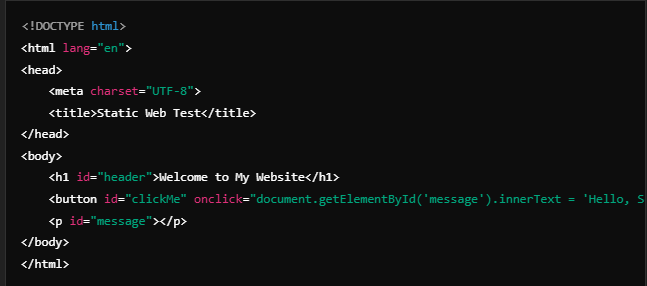 <!DOCTYPE html>
<html lang="en">
<head>
    <meta charset="UTF-8">
    <title>Static Web Test</title>
</head>
<body>
    <h1 id="header">Welcome to My Website</h1>
    <button id="clickMe" onclick="document.getElementById('message').innerText = 'Hello, S
    <p id="message"></p>
</body>
</html>